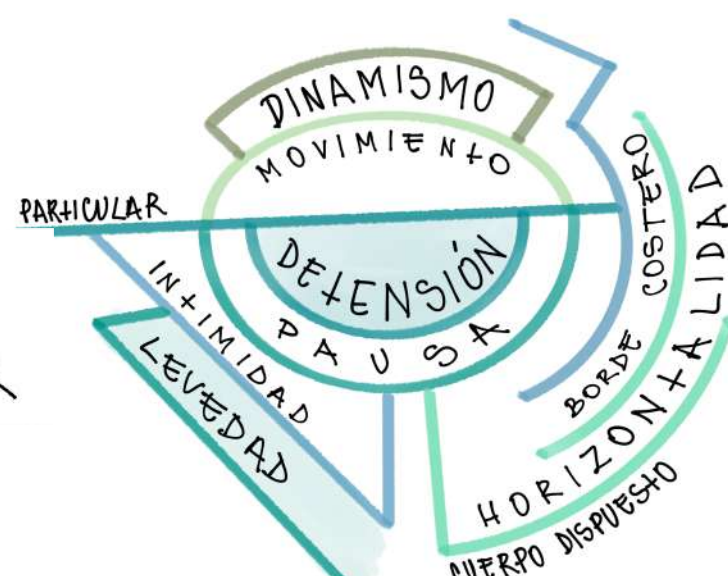 DINAMISMO
MOVIMIENtO
PARtICULAR
DEtENSIÓN
PAUSA
INtIMIDAD
LEVEDAD
BORDE COSTERO
HORIZONtALIDAD
CUERPO DISPUEStO